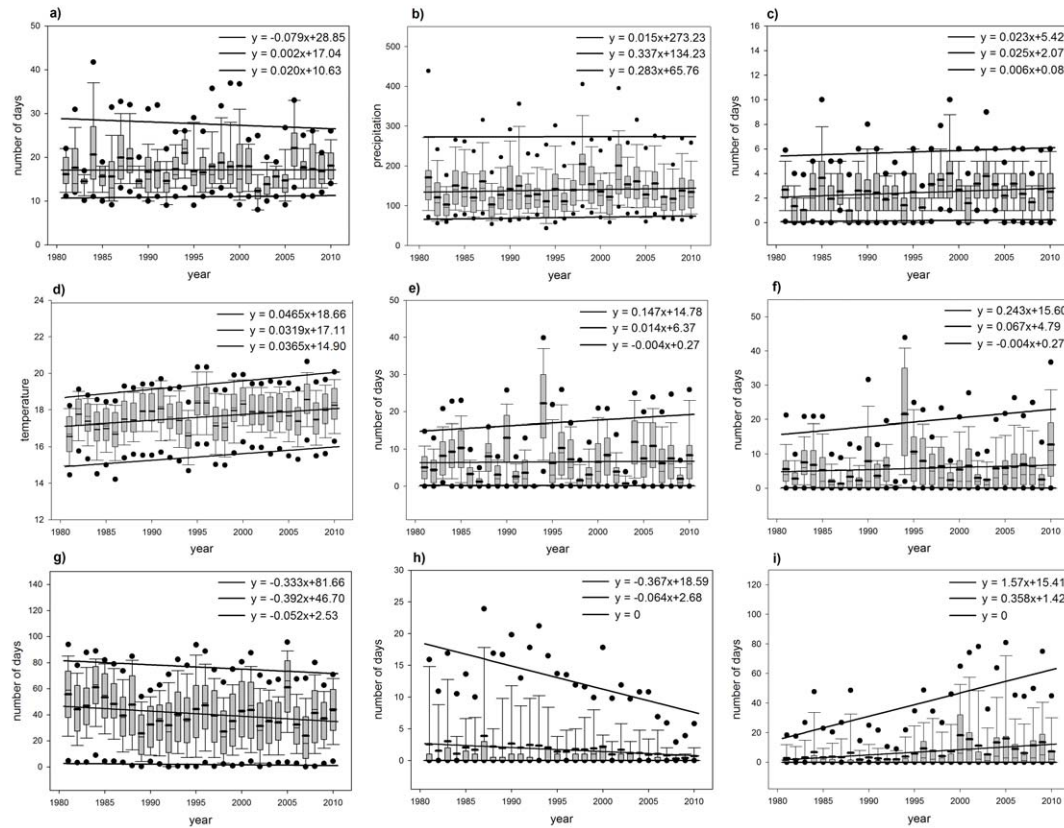 a)
y = -0.079x+28.85
y = 0.002x+17.04
y = 0.020x+10.63
number of days
50
40
30
20
10
0
1980 1985 1990 1995 2000 2005 2010
year
b)
y = 0.015x+273.23
y = 0.337x+134.23
y = 0.283x+65.76
precipitation
500
400
300
200
100
0
1980 1985 1990 1995 2000 2005 2010
year
c)
y = 0.023x+5.42
y = 0.025x+2.07
y = 0.006x+0.08
number of days
16
14
12
10
8
6
4
2
0
1980 1985 1990 1995 2000 2005 2010
year
d)
y = 0.0465x+18.66
y = 0.0319x+17.11
y = 0.0365x+14.90
temperature
24
22
20
18
16
14
12
1980 1985 1990 1995 2000 2005 2010
year
e)
y = 0.147x+14.78
y = 0.014x+6.37
y = -0.004x+0.27
number of days
50
40
30
20
10
0
1980 1985 1990 1995 2000 2005 2010
year
f)
y = 0.243x+15.60
y = 0.067x+4.79
y = -0.004x+0.27
number of days
50
40
30
20
10
0
1980 1985 1990 1995 2000 2005 2010
year
g)
y = -0.333x+81.66
y = -0.392x+46.70
y = -0.052x+2.53
number of days
140
120
100
80
60
40
20
0
1980 1985 1990 1995 2000 2005 2010
year
h)
y = -0.367x+18.59
y = -0.064x+2.68
y = 0
number of days
30
25
20
15
10
5
0
1980 1985 1990 1995 2000 2005 2010
year
i)
y = 1.57x+15.41
y = 0.358x+1.42
y = 0
number of days
120
100
80
60
40
20
0
1980 1985 1990 1995 2000 2005 2010
year